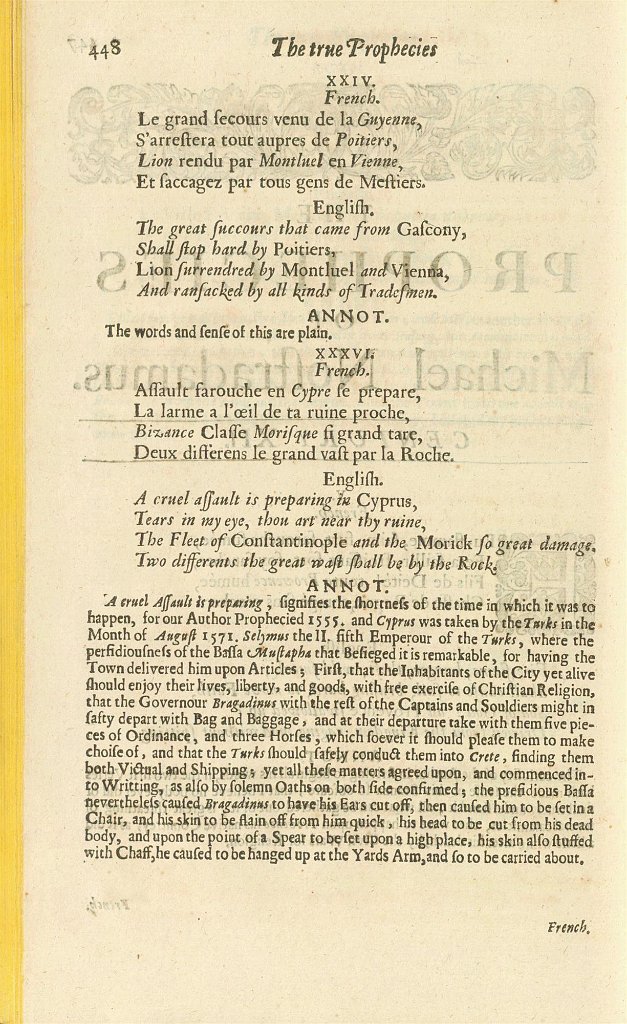 448 The true Prophecies
XXIV.
French.
Le grand ſecours venu de la Guyenne,
S'arreſtera tout aupres de Poitiers,
Lion rendu par Montluel en Vienne,
Et ſaccagez par tous gens de Meſtiers.
Engliſh.
The great ſuccours that came from Gaſcony,
Shall ſtop hard by Poitiers,
Lion ſurrendred by Montluel and Vienna,
And ranſacked by all kinds of Tradeſmen.
ANNOT.
The words and ſenſe of this are plain.
XXXVI.
French.
Aſſault farouche en Cypre ſe prepare,
La larme a l'œil de ta ruine proche,
Bizance Claſſe Moriſque ſi grand tare,
Deux differens le grand vaſt par la Roche.
Engliſh.
A cruel aſſault is preparing in Cyprus,
Tears in my eye, thou art near thy ruine,
The Fleet of Conſtantinople and the Morick ſo great damage,
Two differents the great waſt ſhall be by the Rock.
ANNOT.
A cruel Aſſault is preparing, ſignifies the ſhortneſs of the time in which it was to
happen, for our Author Prophecied 1555. and Cyprus was taken by the Turks in the
Month of Auguſt 1571. Selymus the II. fifth Emperour of the Turks, where the
perfidiouſneſs of the Baſſa Muſtapha that Beſieged it is remarkable, for having the
Town delivered him upon Articles; Firſt, that the Inhabitants of the City yet alive
ſhould enjoy their lives, liberty, and goods, with free exerciſe of Chriſtian Religion,
that the Governour Bragadinus with the reſt of the Captains and Souldiers might in
ſafty depart with Bag and Baggage, and at their departure take with them five pie-
ces of Ordinance, and three Horſes, which ſoever it ſhould pleaſe them to make
choiſe of, and that the Turks ſhould ſafely conduct them into Crete, finding them
both Victual and Shipping; yet all theſe matters agreed upon, and commenced in-
to Writting, as alſo by ſolemn Oaths on both ſide confirmed; the prefidious Baſſa
nevertheleſs cauſed Bragadinus to have his Ears cut off, then cauſed him to be ſet in a
Chair, and his skin to be flain off from him quick, his head to be cut from his dead
body, and upon the point of a Spear to be ſet upon a high place, his skin alſo ſtuffed
with Chaff, he cauſed to be hanged up at the Yards Arm, and ſo to be carried about.
French.